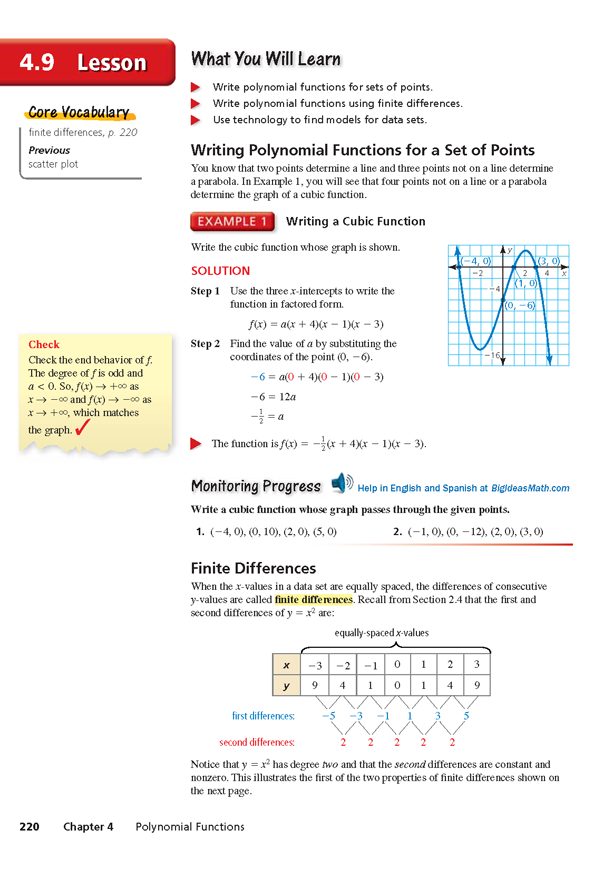 4.9 Lesson
What You Will Learn
Write polynomial functions for sets of points.
Write polynomial functions using finite differences.
Use technology to find models for data sets.
Core Vocabulary
finite differences, p. 220
Previous
scatter plot
Writing Polynomial Functions for a Set of Points
You know that two points determine a line and three points not on a line determine
a parabola. In Example 1, you will see that four points not on a line or a parabola
determine the graph of a cubic function.
EXAMPLE 1 Writing a Cubic Function
Write the cubic function whose graph is shown.
SOLUTION
Step 1 Use the three x-intercepts to write the
function in factored form.
f(x) = a(x + 4)(x − 1)(x − 3)
Step 2 Find the value of a by substituting the
coordinates of the point (0, −6).
−6 = a(0 + 4)(0 − 1)(0 − 3)
−6 = 12a
−1/2 = a
The function is f(x) = −1/2(x + 4)(x − 1)(x − 3).
y
(−4, 0)
(3, 0)
−2
2
4
x
(1, 0)
−4
(0, −6)
−16
Check
Check the end behavior of f.
The degree of f is odd and
a < 0. So, f(x) → +∞ as
x → −∞ and f(x) → −∞ as
x → +∞, which matches
the graph. ✓
Monitoring Progress
Help in English and Spanish at BigIdeasMath.com
Write a cubic function whose graph passes through the given points.
1. (−4, 0), (0, 10), (2, 0), (5, 0)
2. (−1, 0), (0, −12), (2, 0), (3, 0)
Finite Differences
When the x-values in a data set are equally spaced, the differences of consecutive
y-values are called finite differences. Recall from Section 2.4 that the first and
second differences of y = x² are:
equally-spaced x-values
x −3 −2 −1 0 1 2 3
y 9 4 1 0 1 4 9
first differences: −5 −3 −1 1 3 5
second differences: 2 2 2 2 2
Notice that y = x² has degree two and that the second differences are constant and
nonzero. This illustrates the first of the two properties of finite differences shown on
the next page.
220 Chapter 4 Polynomial Functions